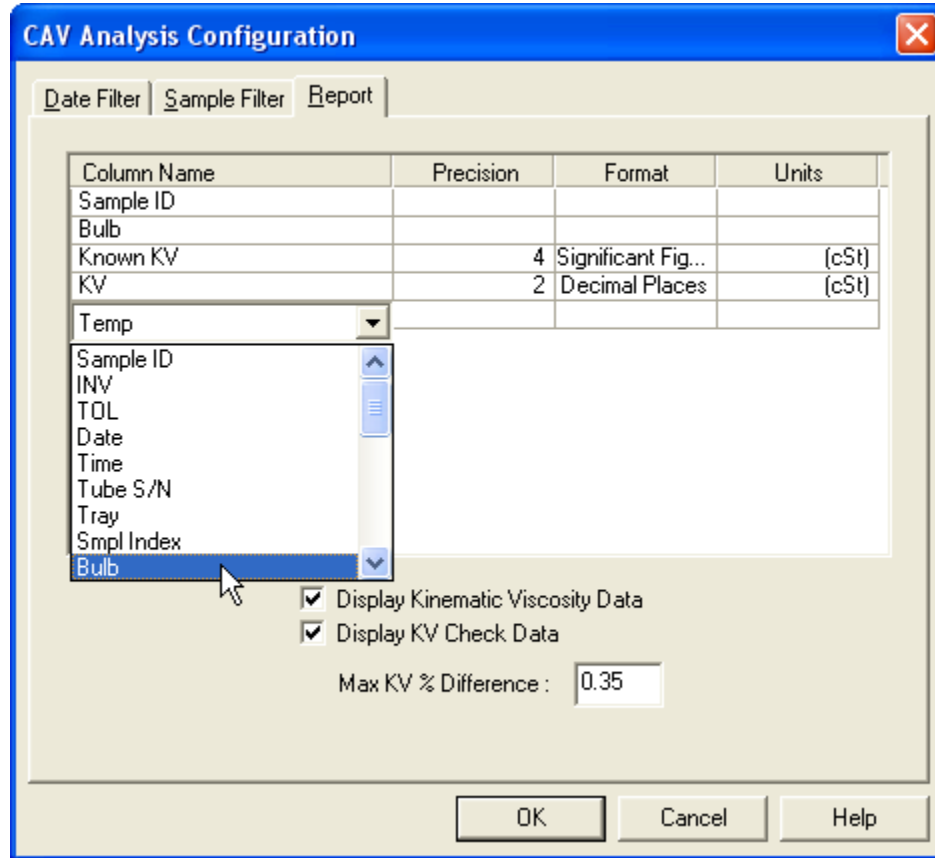 CAV Analysis Configuration
Date Filter Sample Filter Report
Column Name Precision Format Units
Sample ID
Bulb
Known KV 4 Significant Fig... (cSt)
KV 2 Decimal Places (cSt)
Temp
Sample ID
INV
TOL
Date
Time
Tube S/N
Tray
Smpl Index
Bulb
Display Kinematic Viscosity Data
Display KV Check Data
Max KV % Difference : 0.35
OK Cancel Help